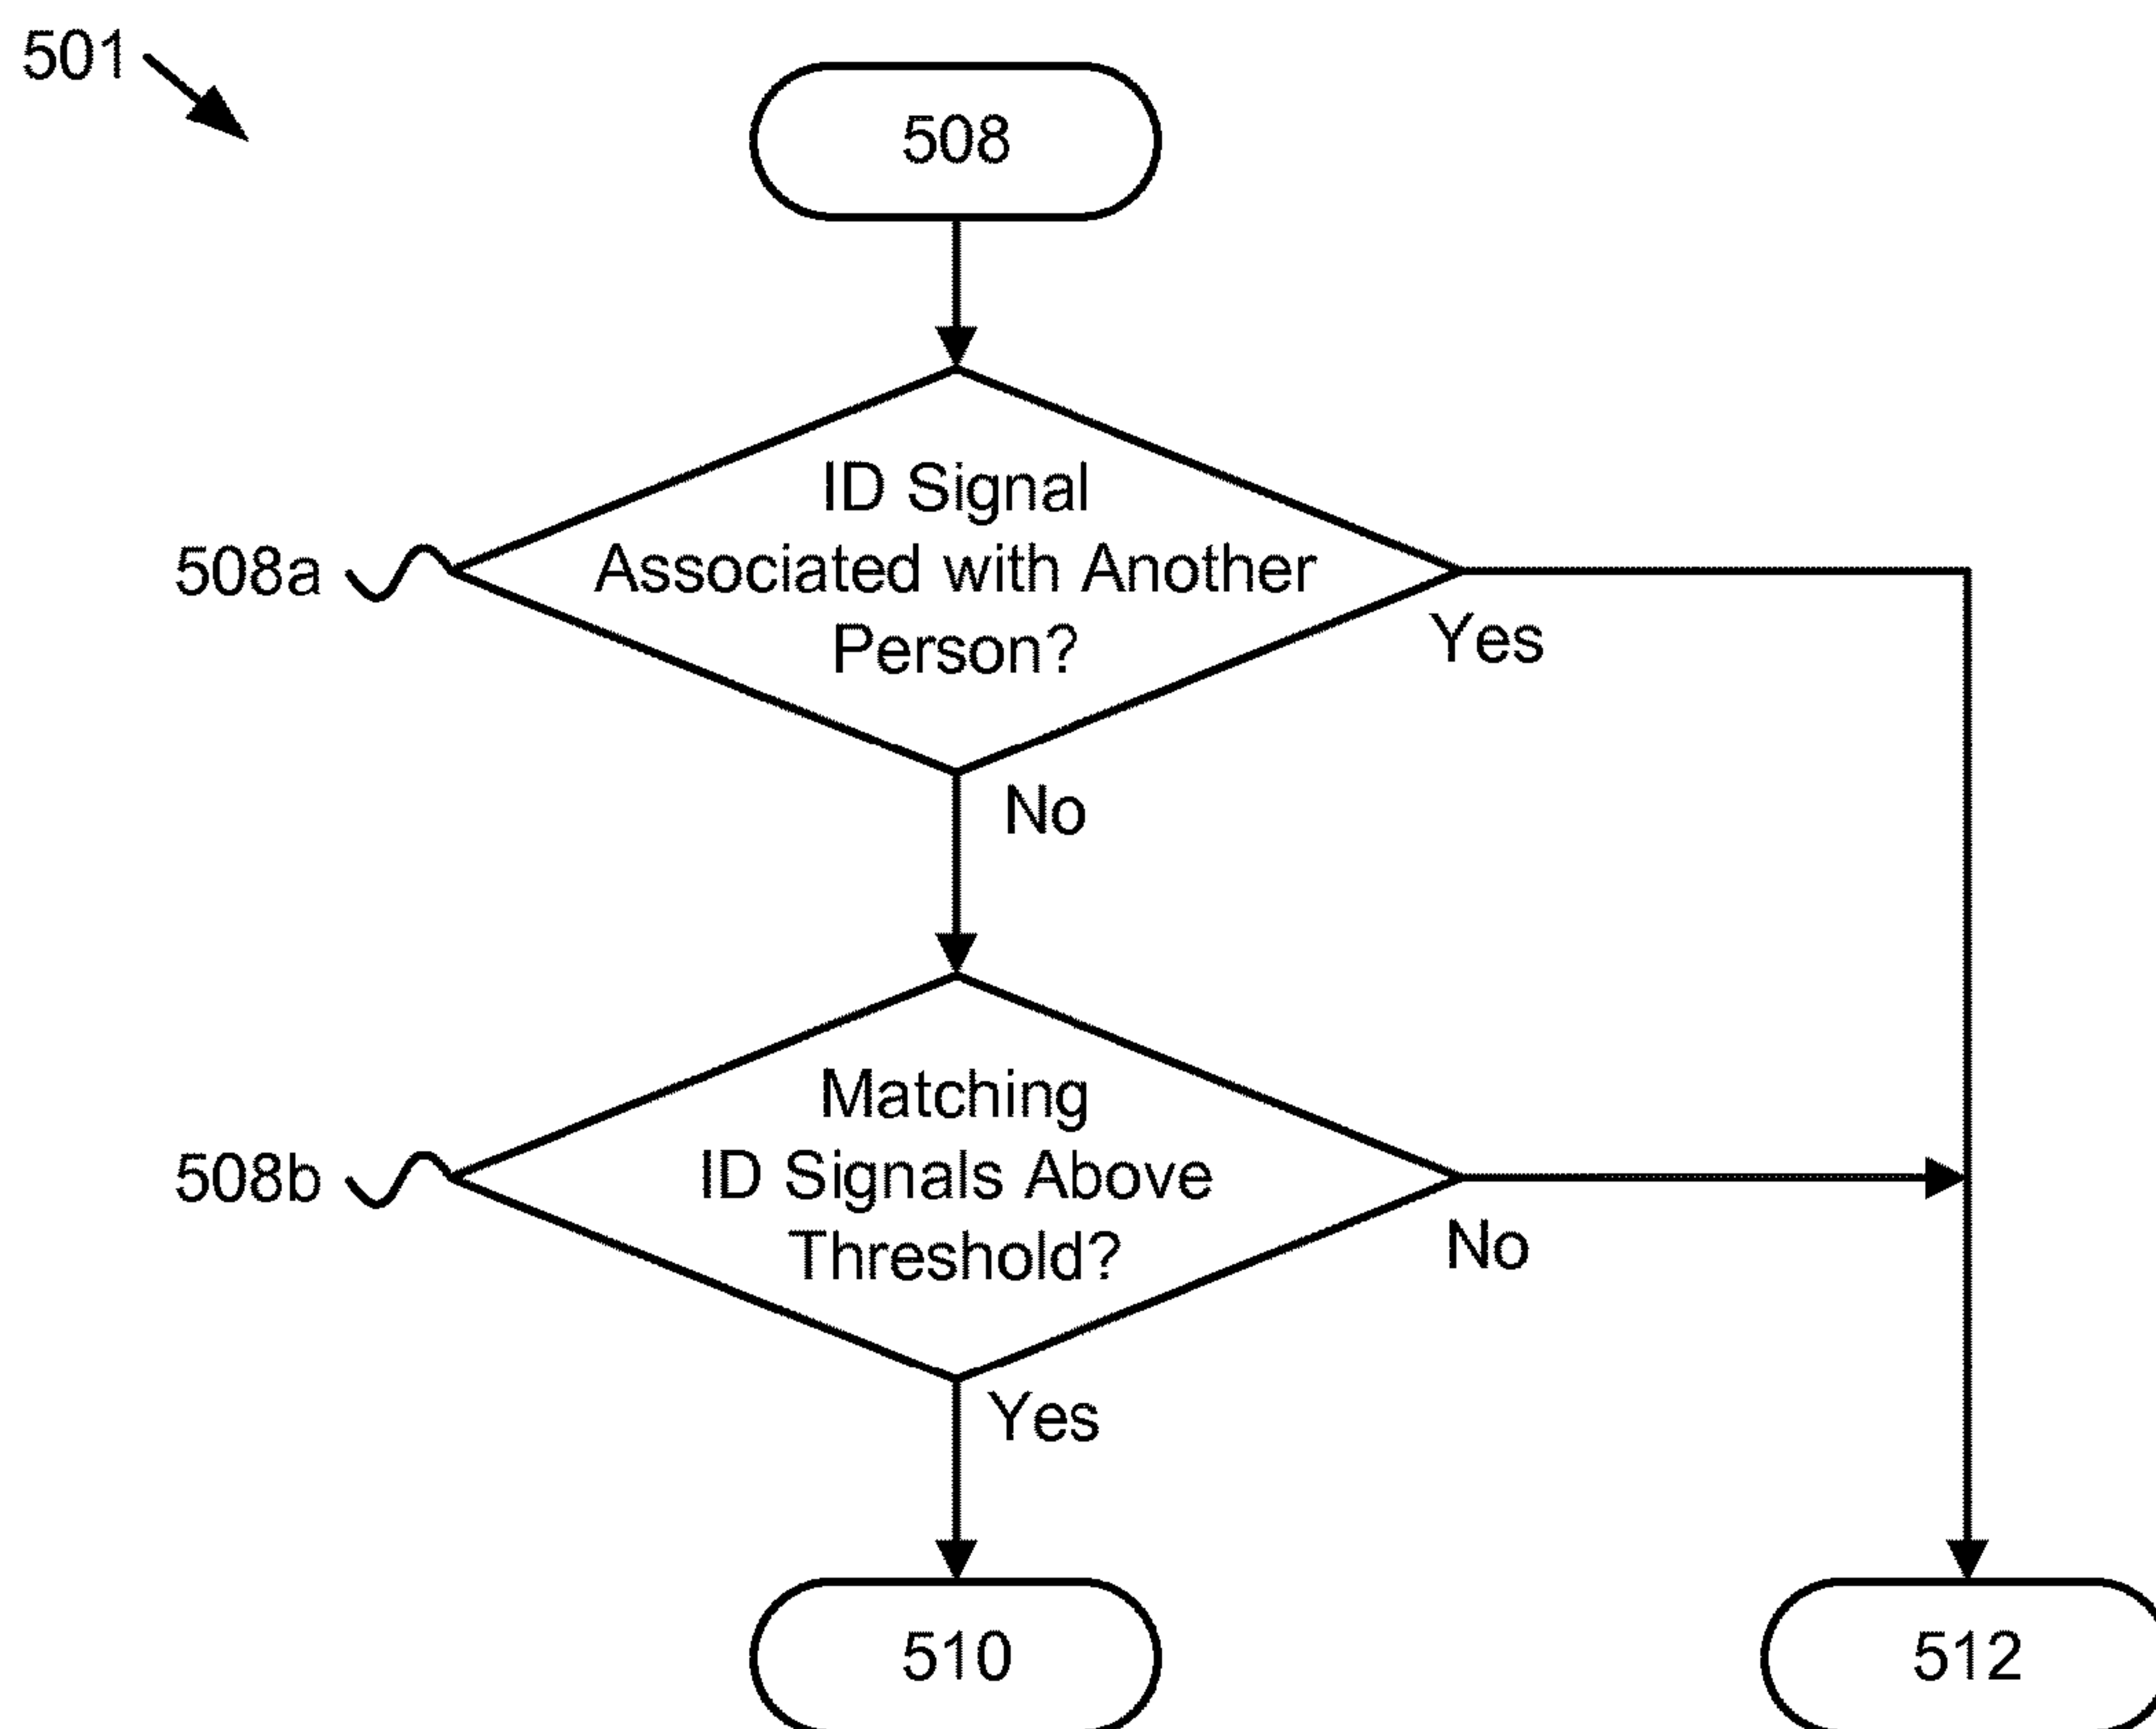 501
508
ID Signal
Associated with Another
Person?
508a
Yes
No
Matching
ID Signals Above
Threshold?
508b
No
Yes
510
512